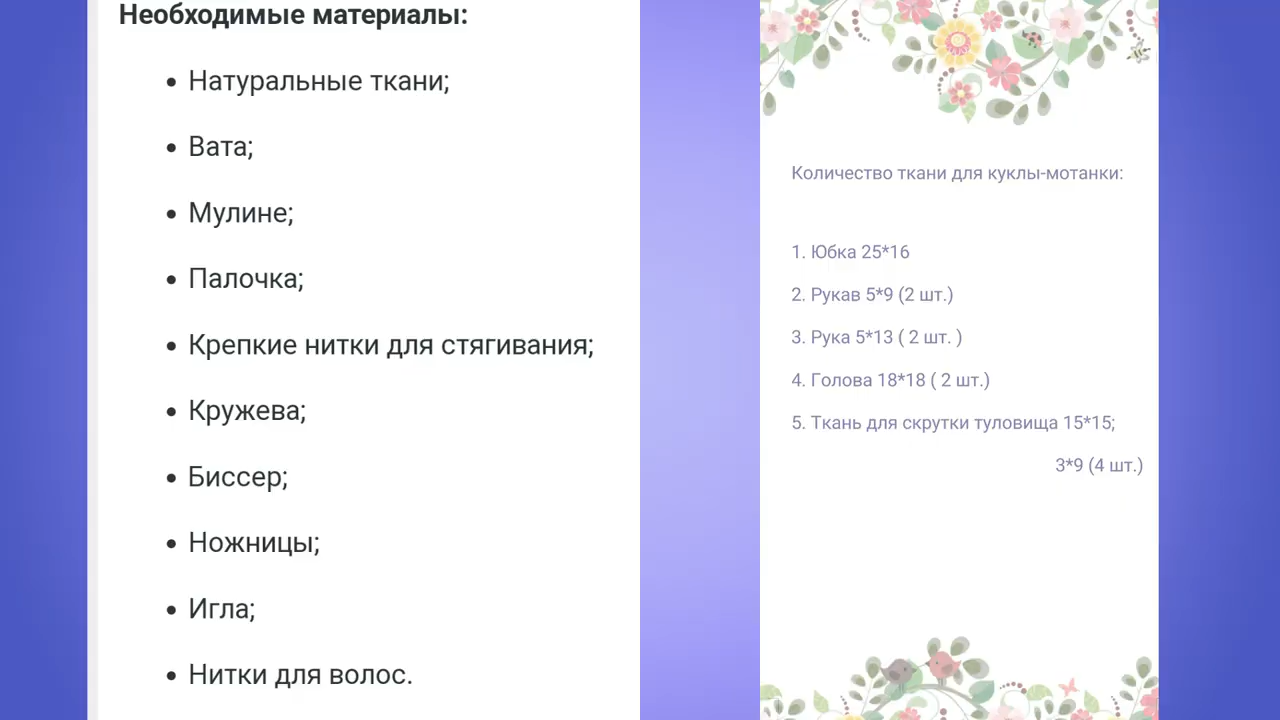 Необходимые материалы:
• Натуральные ткани;
• Вата;
• Мулине;
• Палочка;
• Крепкие нитки для стягивания;
• Кружева;
• Биссер;
• Ножницы;
• Игла;
• Нитки для волос.
Количество ткани для куклы-мотанки:
1. Юбка 25*16
2. Рукав 5*9 (2 шт.)
3. Рука 5*13 ( 2 шт. )
4. Голова 18*18 ( 2 шт.)
5. Ткань для скрутки туловища 15*15;
3*9 (4 шт.)